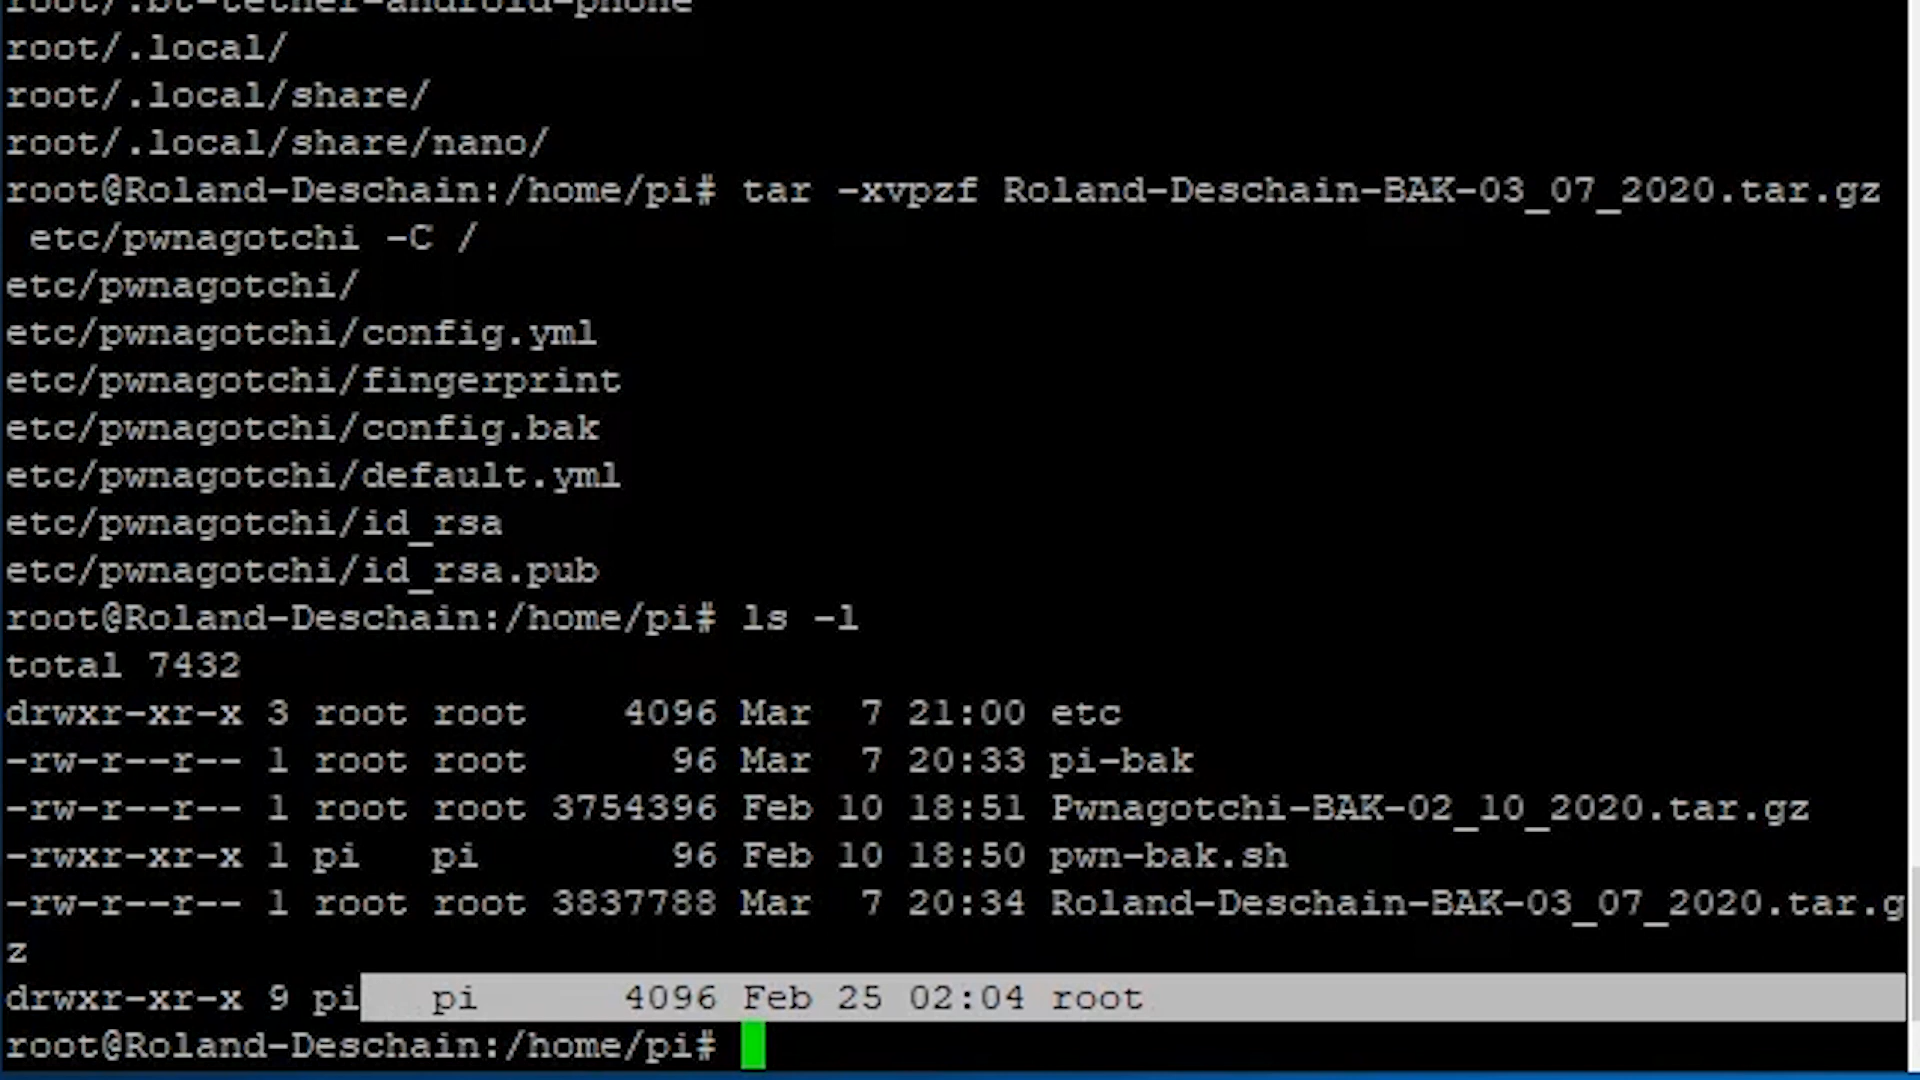 root/.bt-tether-android-phone
root/.local/
root/.local/share/
root/.local/share/nano/
root@Roland-Deschain:/home/pi# tar -xvpzf Roland-Deschain-BAK-03_07_2020.tar.gz
 etc/pwnagotchi -C /
etc/pwnagotchi/
etc/pwnagotchi/config.yml
etc/pwnagotchi/fingerprint
etc/pwnagotchi/config.bak
etc/pwnagotchi/default.yml
etc/pwnagotchi/id_rsa
etc/pwnagotchi/id_rsa.pub
root@Roland-Deschain:/home/pi# ls -l
total 7432
drwxr-xr-x 3 root root    4096 Mar  7 21:00 etc
-rw-r--r-- 1 root root      96 Mar  7 20:33 pi-bak
-rw-r--r-- 1 root root 3754396 Feb 10 18:51 Pwnagotchi-BAK-02_10_2020.tar.gz
-rwxr-xr-x 1 pi   pi        96 Feb 10 18:50 pwn-bak.sh
-rw-r--r-- 1 root root 3837788 Mar  7 20:34 Roland-Deschain-BAK-03_07_2020.tar.g
z
drwxr-xr-x 9 pi   pi      4096 Feb 25 02:04 root
root@Roland-Deschain:/home/pi#